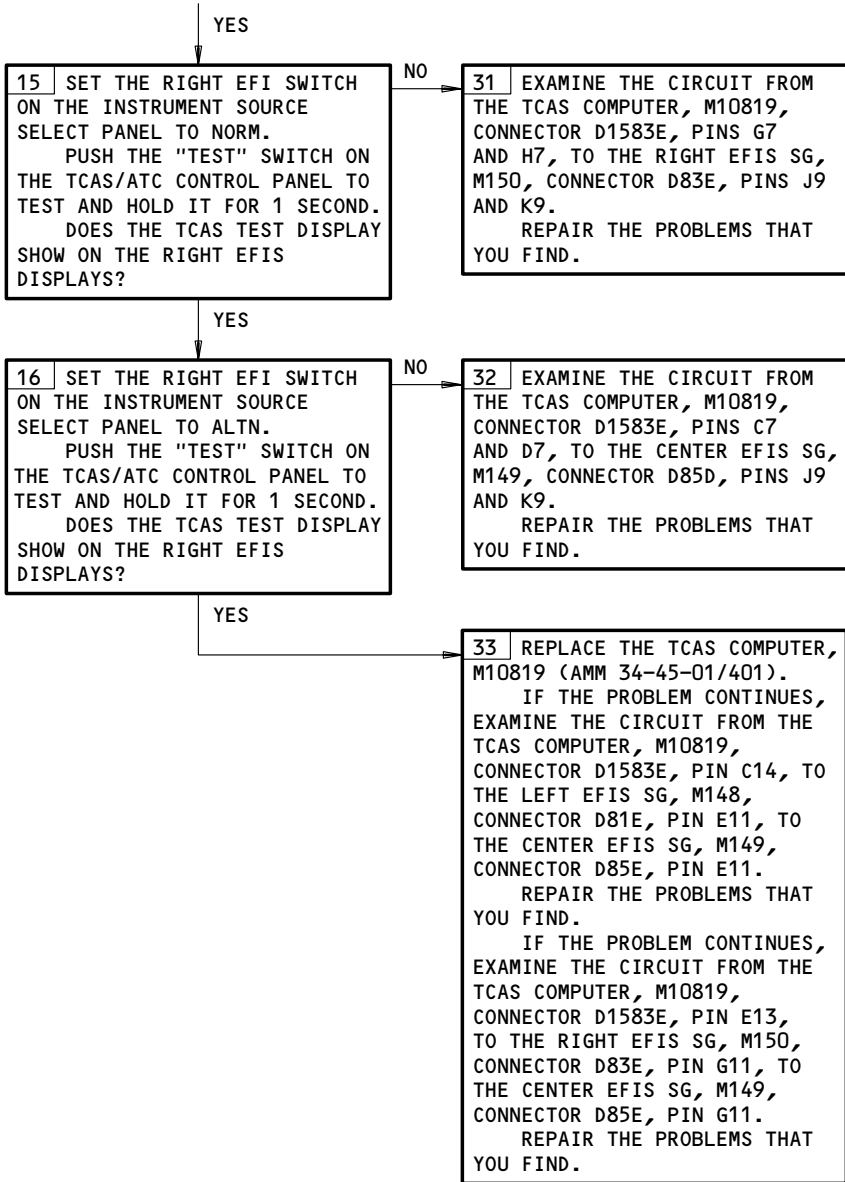 YES
15 SET THE RIGHT EFI SWITCH
ON THE INSTRUMENT SOURCE
SELECT PANEL TO NORM.
PUSH THE "TEST" SWITCH ON
THE TCAS/ATC CONTROL PANEL TO
TEST AND HOLD IT FOR 1 SECOND.
DOES THE TCAS TEST DISPLAY
SHOW ON THE RIGHT EFIS
DISPLAYS?
NO
31 EXAMINE THE CIRCUIT FROM
THE TCAS COMPUTER, M10819,
CONNECTOR D1583E, PINS G7
AND H7, TO THE RIGHT EFIS SG,
M150, CONNECTOR D83E, PINS J9
AND K9.
REPAIR THE PROBLEMS THAT
YOU FIND.
YES
16 SET THE RIGHT EFI SWITCH
ON THE INSTRUMENT SOURCE
SELECT PANEL TO ALTN.
PUSH THE "TEST" SWITCH ON
THE TCAS/ATC CONTROL PANEL TO
TEST AND HOLD IT FOR 1 SECOND.
DOES THE TCAS TEST DISPLAY
SHOW ON THE RIGHT EFIS
DISPLAYS?
NO
32 EXAMINE THE CIRCUIT FROM
THE TCAS COMPUTER, M10819,
CONNECTOR D1583E, PINS C7
AND D7, TO THE CENTER EFIS SG,
M149, CONNECTOR D85D, PINS J9
AND K9.
REPAIR THE PROBLEMS THAT
YOU FIND.
YES
33 REPLACE THE TCAS COMPUTER,
M10819 (AMM 34-45-01/401).
IF THE PROBLEM CONTINUES,
EXAMINE THE CIRCUIT FROM THE
TCAS COMPUTER, M10819,
CONNECTOR D1583E, PIN C14, TO
THE LEFT EFIS SG, M148,
CONNECTOR D81E, PIN E11, TO
THE CENTER EFIS SG, M149,
CONNECTOR D85E, PIN E11.
REPAIR THE PROBLEMS THAT
YOU FIND.
IF THE PROBLEM CONTINUES,
EXAMINE THE CIRCUIT FROM THE
TCAS COMPUTER, M10819,
CONNECTOR D1583E, PIN E13,
TO THE RIGHT EFIS SG, M150,
CONNECTOR D83E, PIN G11, TO
THE CENTER EFIS SG, M149,
CONNECTOR D85E, PIN G11.
REPAIR THE PROBLEMS THAT
YOU FIND.